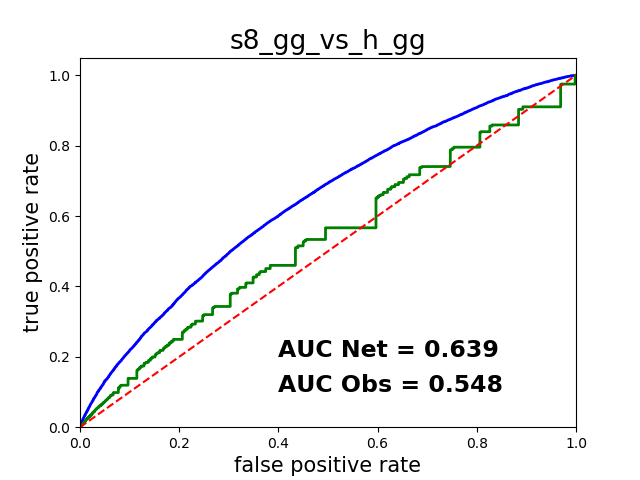 s8_gg_vs_h_gg
true positive rate
1.0
0.8
0.6
0.4
0.2
0.0
AUC Net = 0.639
AUC Obs = 0.548
0.0 0.2 0.4 0.6 0.8 1.0
false positive rate